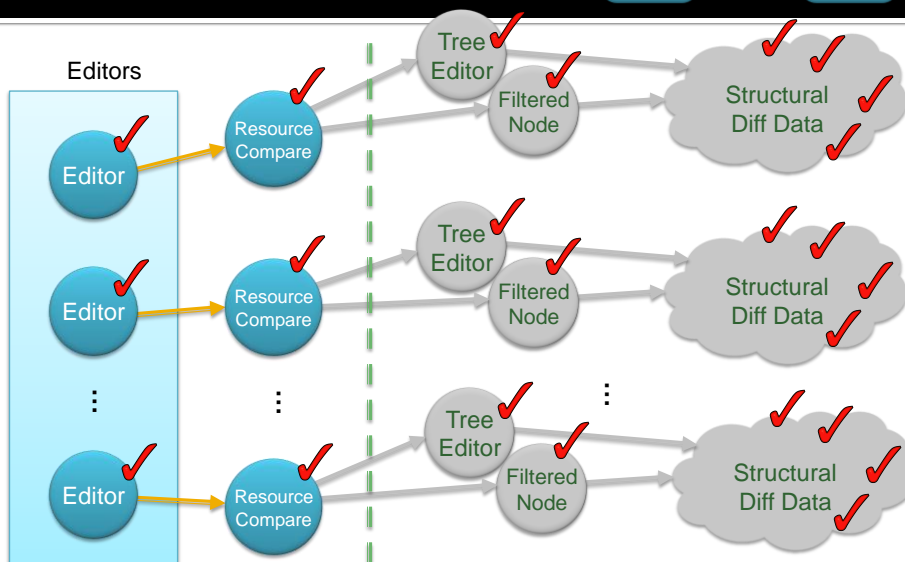 Editors
Tree
Editor
Filtered
Node
Structural
Diff Data
Resource
Compare
Editor
Tree
Editor
Filtered
Node
Structural
Diff Data
Resource
Compare
Editor
⋮
⋮
⋮
Tree
Editor
Filtered
Node
Structural
Diff Data
Resource
Compare
Editor